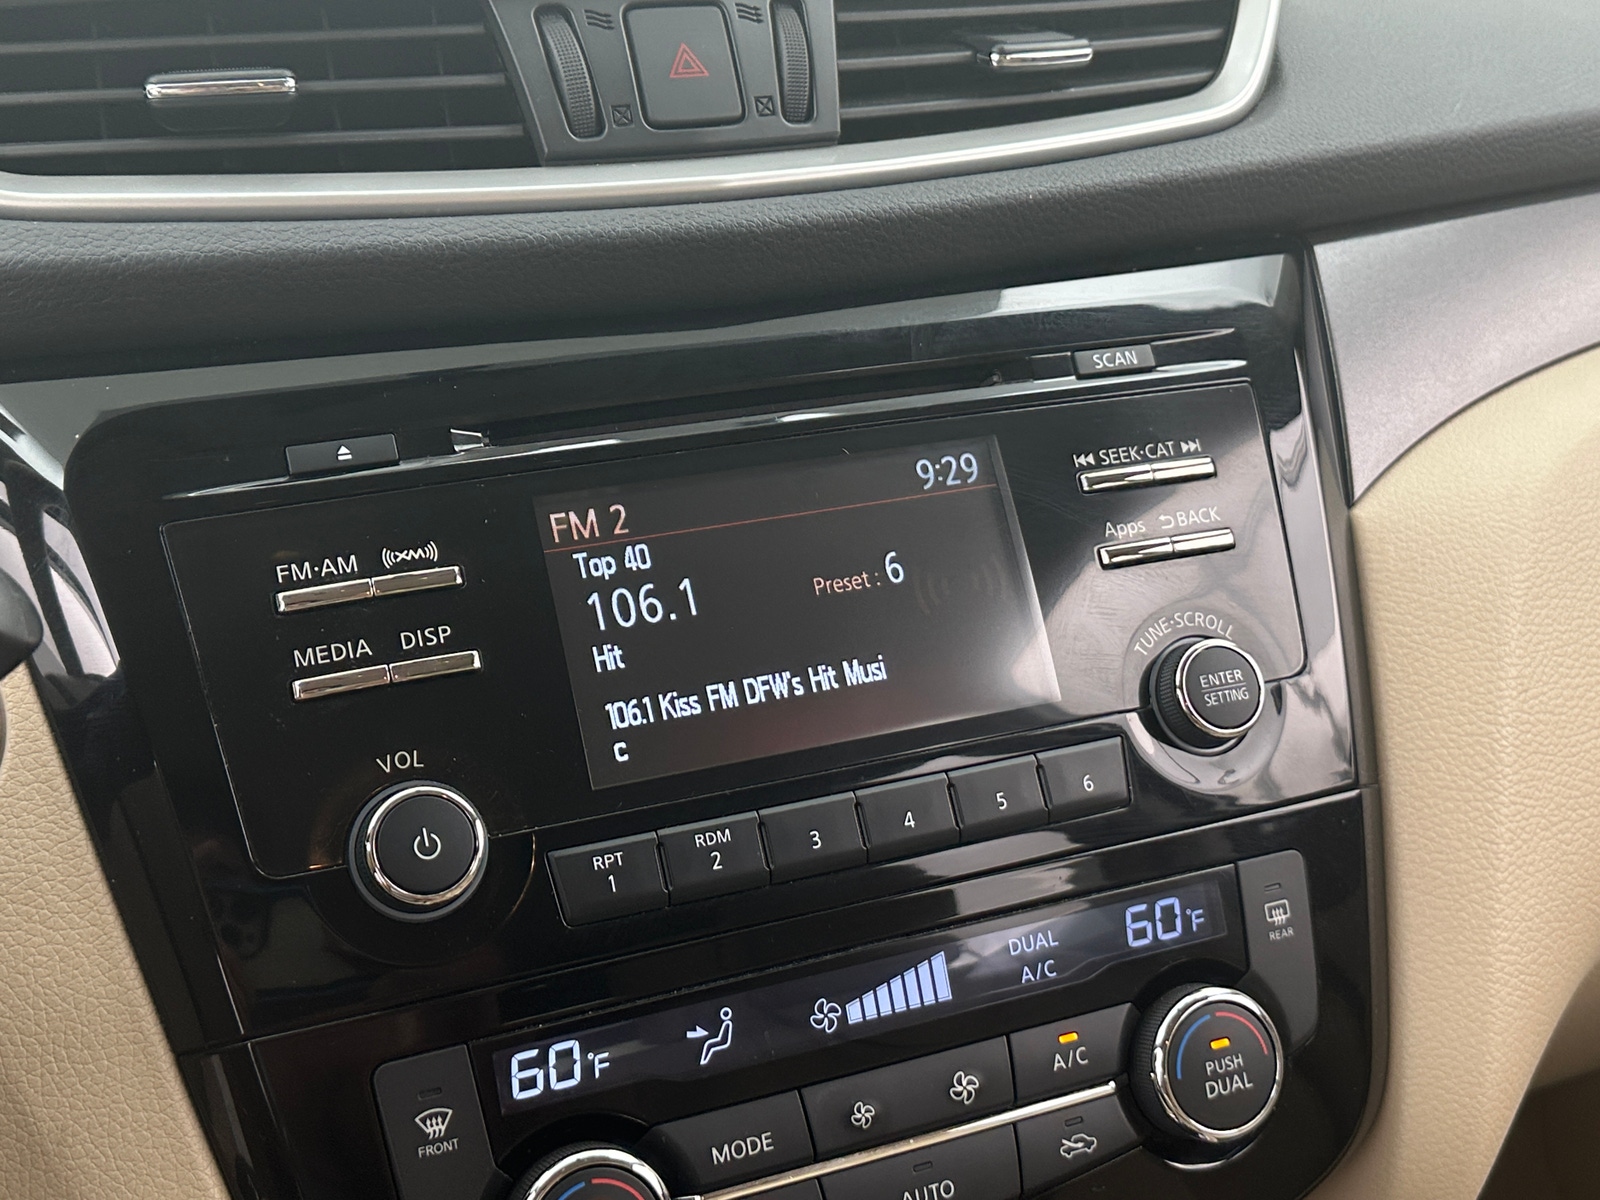 SCAN
SEEK·CAT
9:29
FM 2
Top 40
106.1
Preset : 6
Hit
106.1 Kiss FM DFW's Hit Musi
c
FM·AM
XM
MEDIA
DISP
Apps
BACK
TUNE·SCROLL
ENTER
SETTING
VOL
RPT
1
RDM
2
3
4
5
6
60°F
DUAL
A/C
60°F
REAR
FRONT
MODE
A/C
PUSH
DUAL
AUTO